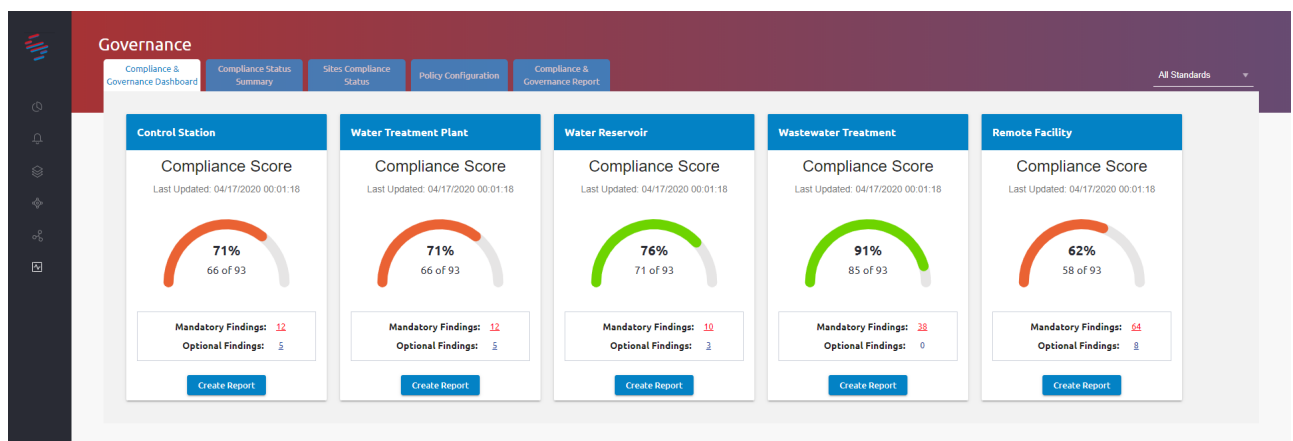 Governance
Compliance &
Governance Dashboard
Compliance Status
Summary
Sites Compliance
Status
Policy Configuration
Compliance &
Governance Report
All Standards
Control Station
Compliance Score
Last Updated: 04/17/2020 00:01:18
71%
66 of 93
Mandatory Findings: 12
Optional Findings: 5
Create Report
Water Treatment Plant
Compliance Score
Last Updated: 04/17/2020 00:01:18
71%
66 of 93
Mandatory Findings: 12
Optional Findings: 5
Create Report
Water Reservoir
Compliance Score
Last Updated: 04/17/2020 00:01:18
76%
71 of 93
Mandatory Findings: 10
Optional Findings: 3
Create Report
Wastewater Treatment
Compliance Score
Last Updated: 04/17/2020 00:01:18
91%
85 of 93
Mandatory Findings: 38
Optional Findings: 0
Create Report
Remote Facility
Compliance Score
Last Updated: 04/17/2020 00:01:18
62%
58 of 93
Mandatory Findings: 64
Optional Findings: 8
Create Report